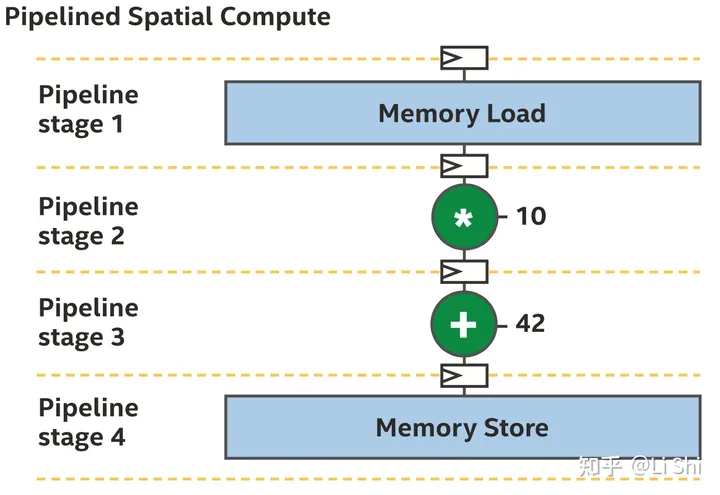 Pipelined Spatial Compute
Pipeline
stage 1
Memory Load
Pipeline
stage 2
*
10
Pipeline
stage 3
+
42
Pipeline
stage 4
Memory Store
知乎 @Li Shi